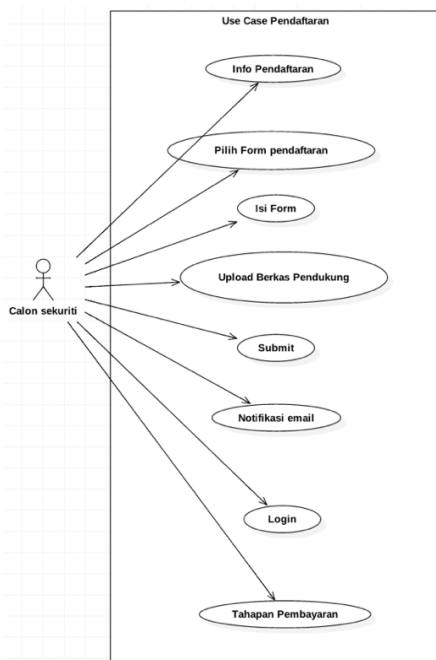 Use Case Pendaftaran
Info Pendaftaran
Pilih Form pendaftaran
Isi Form
Upload Berkas Pendukung
Calon sekuriti
Submit
Notifikasi email
Login
Tahapan Pembayaran